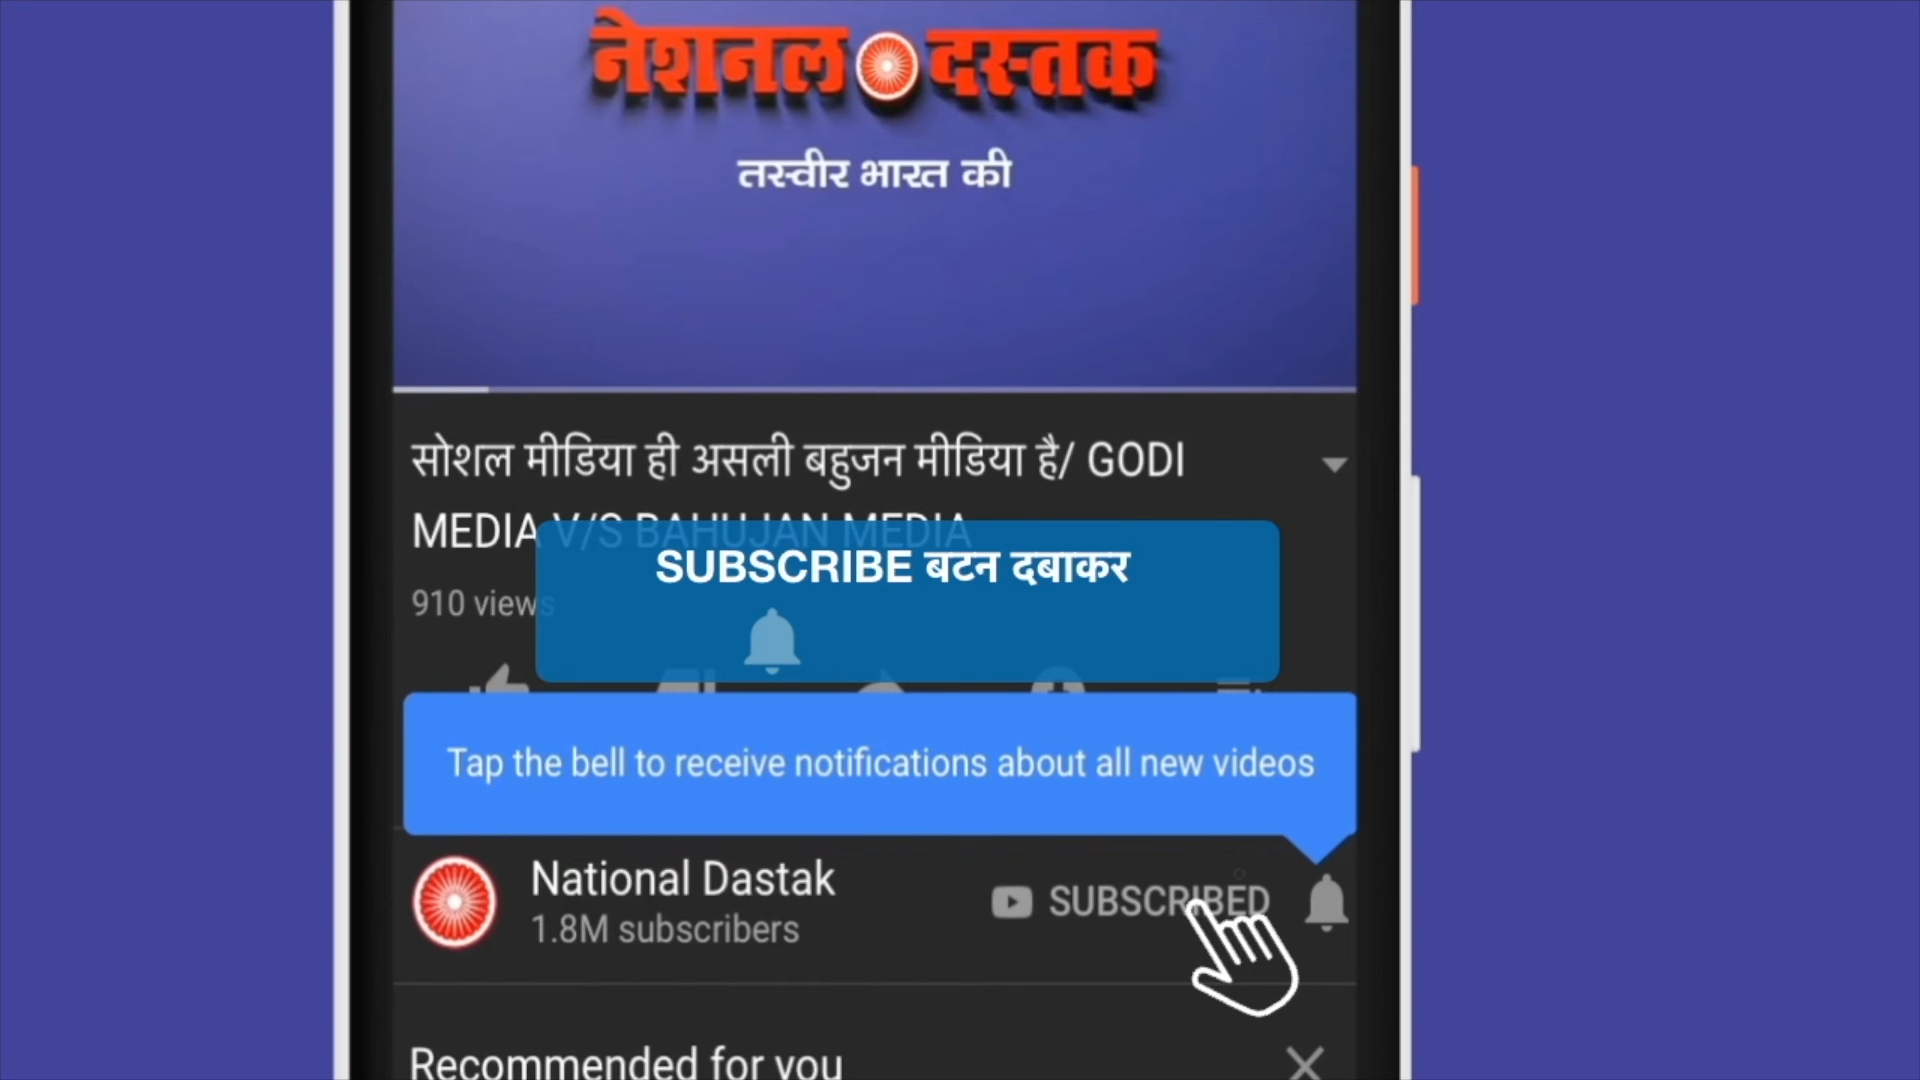 नेशनल दस्तक
तस्वीर भारत की
सोशल मीडिया ही असली बहुजन मीडिया है/ GODI
MEDIA V/S BAHUJAN MEDIA
910 views
SUBSCRIBE बटन दबाकर
Tap the bell to receive notifications about all new videos
National Dastak
1.8M subscribers
SUBSCRIBED
Recommended for you